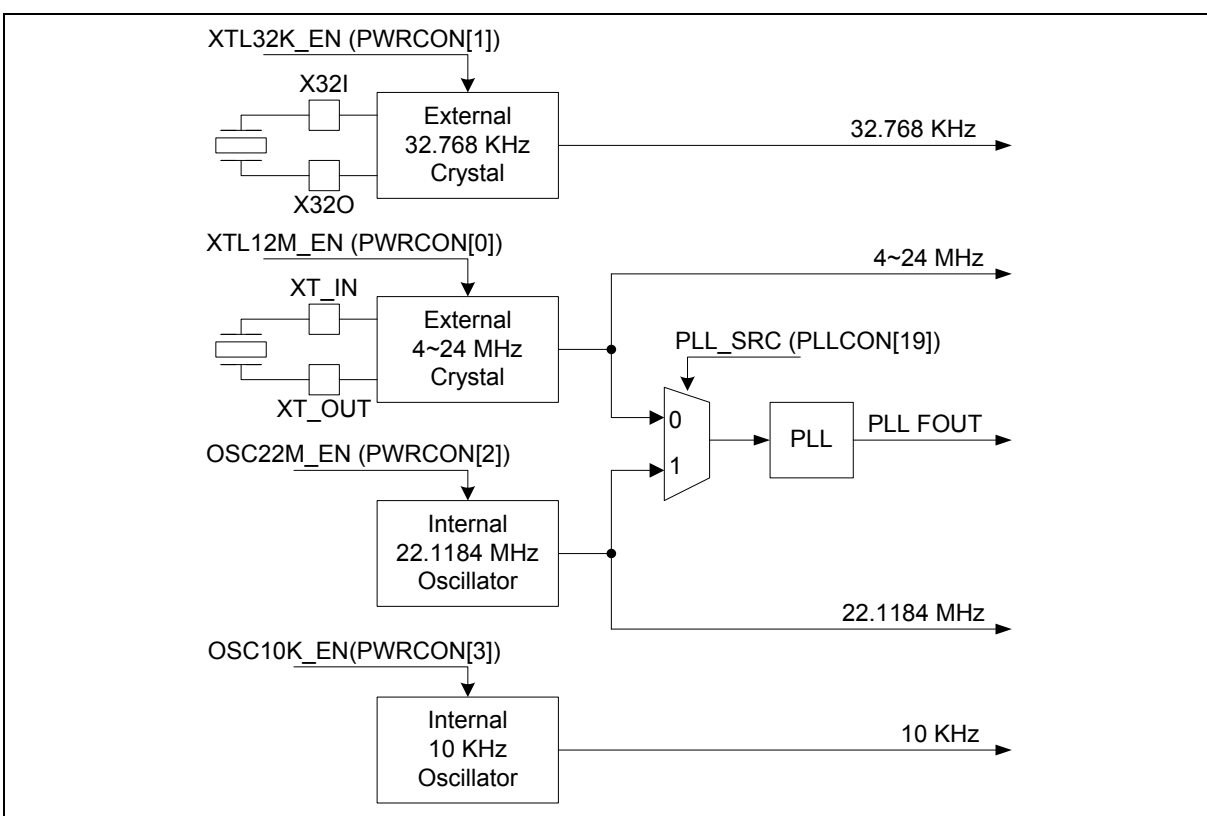 XTL32K_EN (PWRCON[1])
X32I
External
32.768 KHz
Crystal
32.768 KHz
X32O
XTL12M_EN (PWRCON[0])
4~24 MHz
XT_IN
External
4~24 MHz
Crystal
PLL_SRC (PLLCON[19])
XT_OUT
0
PLL
PLL FOUT
OSC22M_EN (PWRCON[2])
1
Internal
22.1184 MHz
Oscillator
22.1184 MHz
OSC10K_EN(PWRCON[3])
Internal
10 KHz
Oscillator
10 KHz